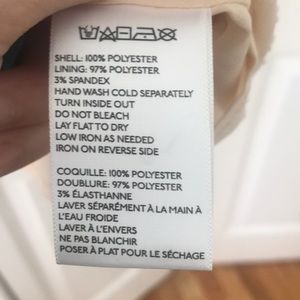 SHELL: 100% POLYESTER
LINING: 97% POLYESTER
3% SPANDEX
HAND WASH COLD SEPARATELY
TURN INSIDE OUT
DO NOT BLEACH
LAY FLAT TO DRY
LOW IRON AS NEEDED
IRON ON REVERSE SIDE
COQUILLE: 100% POLYESTER
DOUBLURE: 97% POLYESTER
3% ÉLASTHANNE
LAVER SÉPARÉMENT À LA MAIN À
L'EAU FROIDE
LAVER À L'ENVERS
NE PAS BLANCHIR
POSER À PLAT POUR LE SÉCHAGE